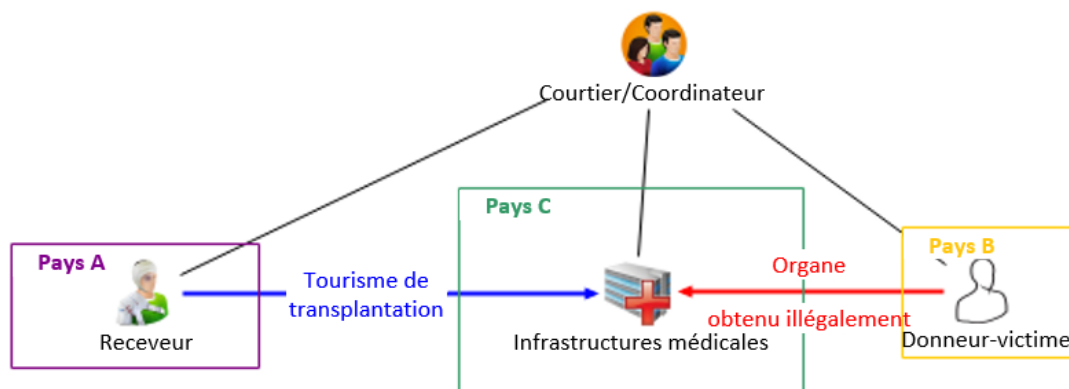 Courtier/Coordinateur
Pays C
Pays A
Pays B
Tourisme de
transplantation
Organe
obtenu illégalement
Receveur
Infrastructures médicales
Donneur-victime